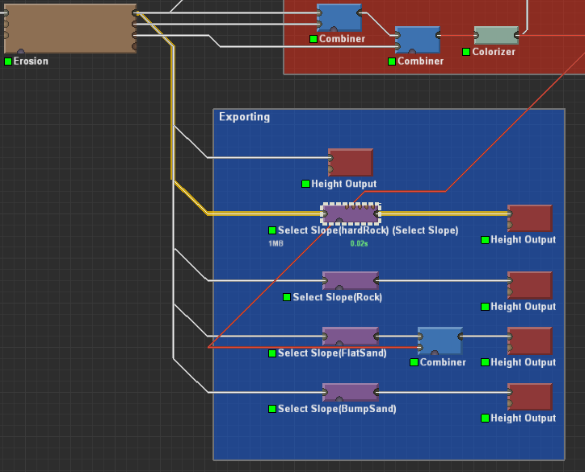 Erosion
Combiner
Combiner
Colorizer
Exporting
Height Output
Select Slope(hardRock) (Select Slope)
1MB
0.02s
Height Output
Select Slope(Rock)
Height Output
Select Slope(FlatSand)
Combiner
Height Output
Select Slope(BumpSand)
Height Output